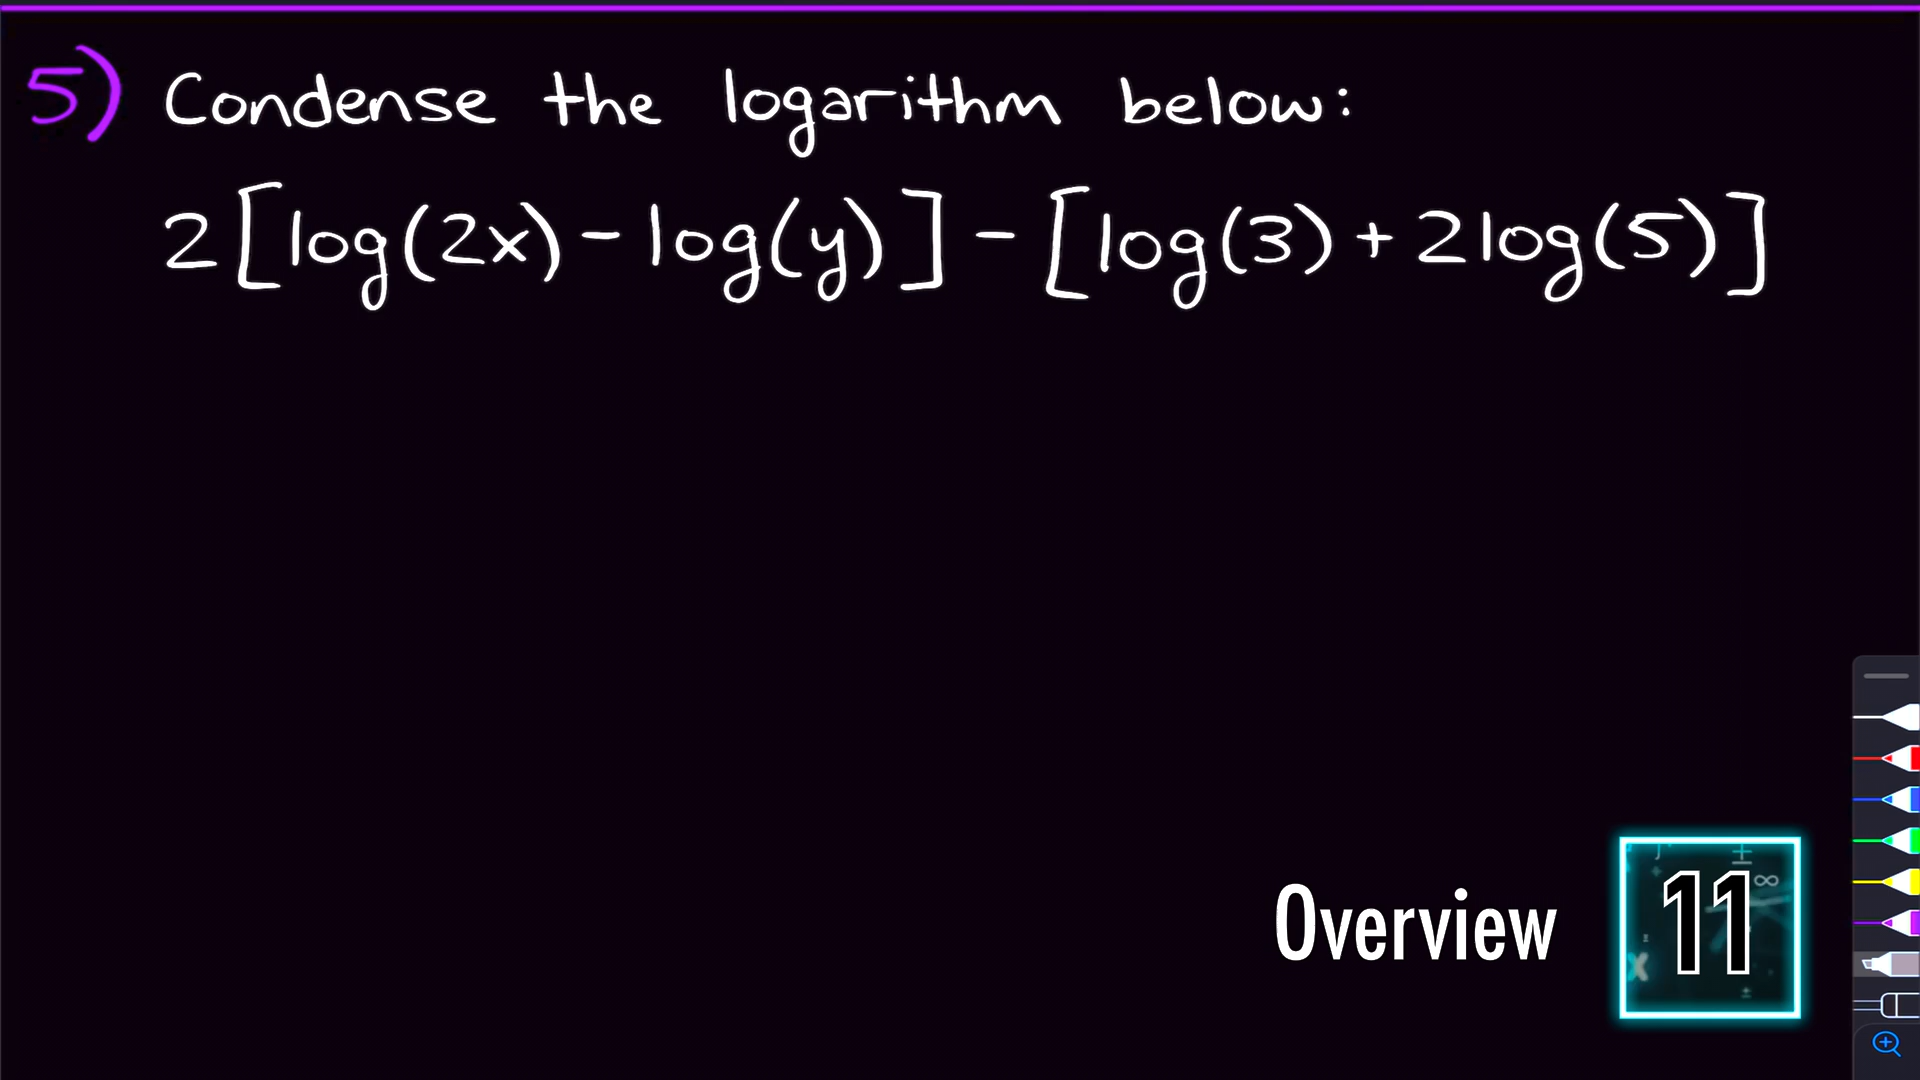 5) Condense the logarithm below:
2[log(2x) - log(y)] - [log(3) + 2log(5)]
Overview 11